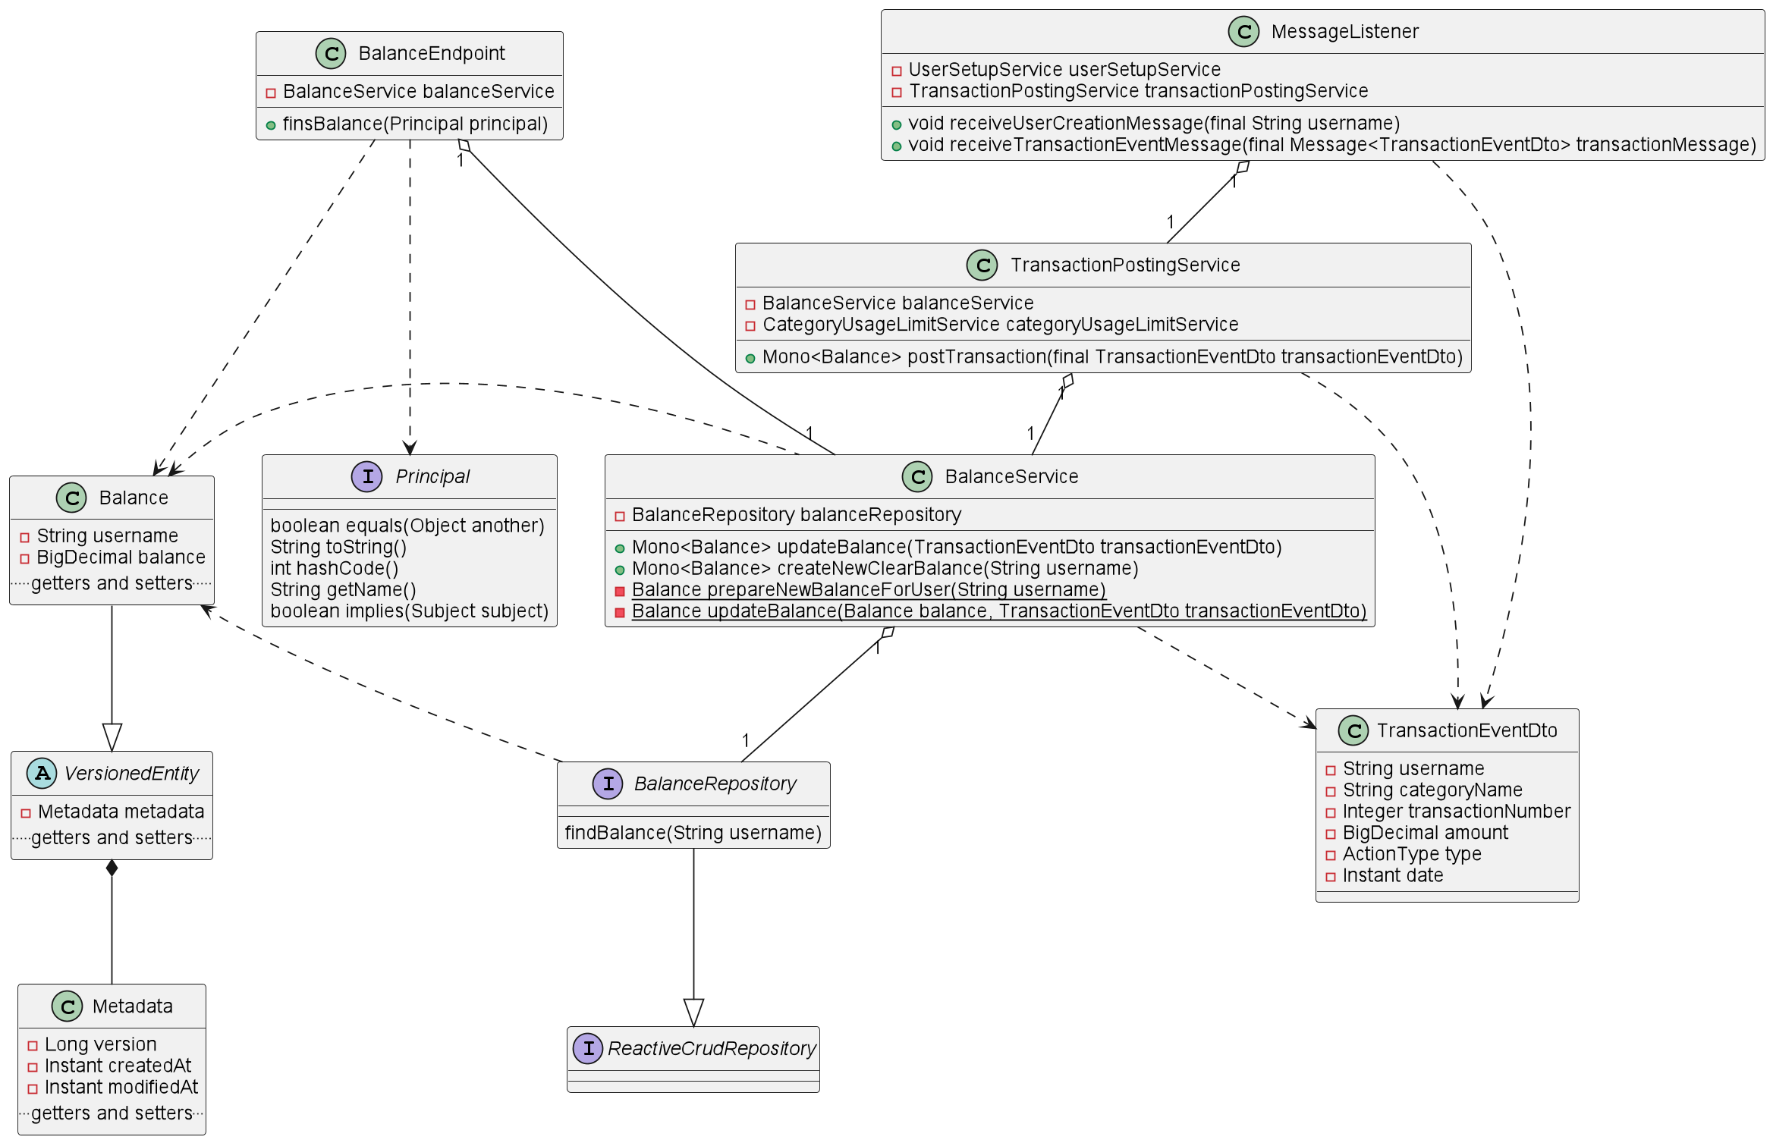 C BalanceEndpoint
BalanceService balanceService
finsBalance(Principal principal)
1
1
C MessageListener
UserSetupService userSetupService
TransactionPostingService transactionPostingService
void receiveUserCreationMessage(final String username)
void receiveTransactionEventMessage(final Message<TransactionEventDto> transactionMessage)
1
1
C TransactionPostingService
BalanceService balanceService
CategoryUsageLimitService categoryUsageLimitService
Mono<Balance> postTransaction(final TransactionEventDto transactionEventDto)
1
1
C Balance
String username
BigDecimal balance
getters and setters
I Principal
boolean equals(Object another)
String toString()
int hashCode()
String getName()
boolean implies(Subject subject)
C BalanceService
BalanceRepository balanceRepository
Mono<Balance> updateBalance(TransactionEventDto transactionEventDto)
Mono<Balance> createNewClearBalance(String username)
Balance prepareNewBalanceForUser(String username)
Balance updateBalance(Balance balance, TransactionEventDto transactionEventDto)
1
1
A VersionedEntity
Metadata metadata
getters and setters
I BalanceRepository
findBalance(String username)
C TransactionEventDto
String username
String categoryName
Integer transactionNumber
BigDecimal amount
ActionType type
Instant date
C Metadata
Long version
Instant createdAt
Instant modifiedAt
getters and setters
I ReactiveCrudRepository